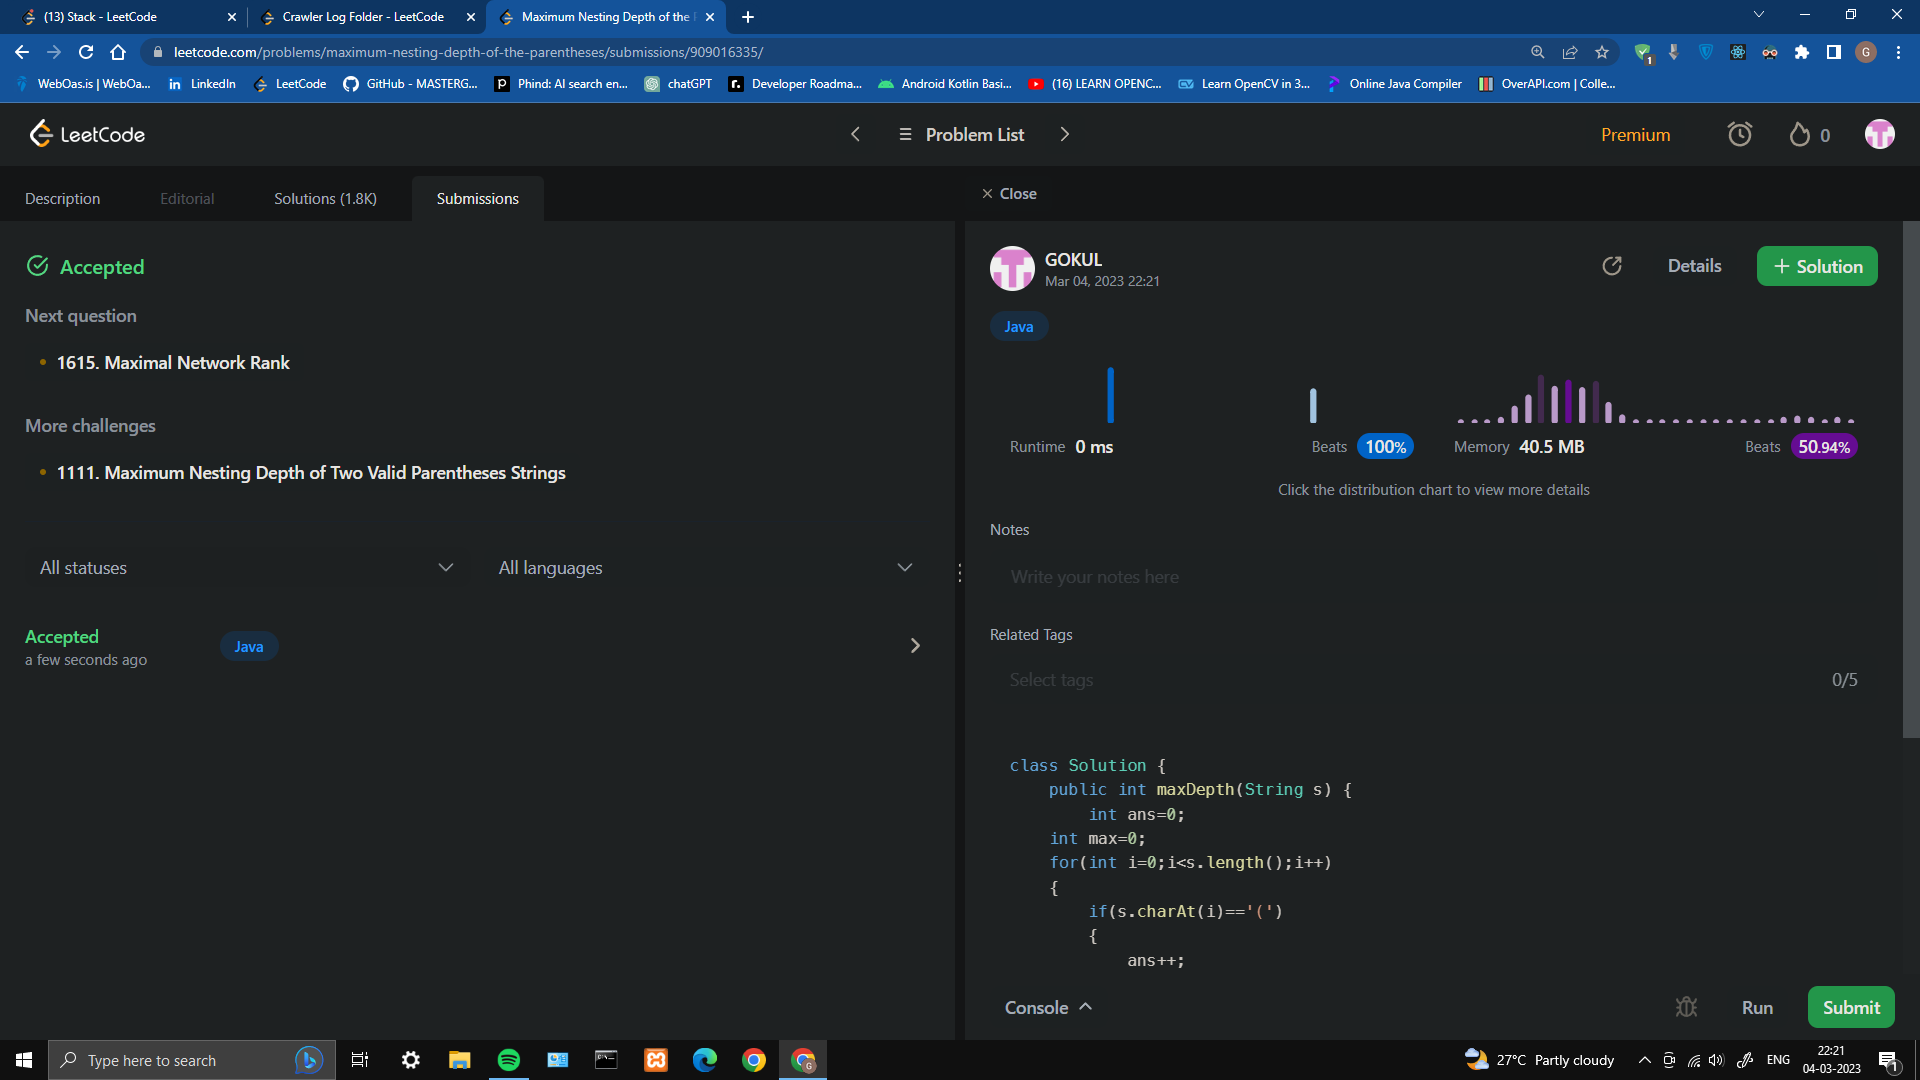 (13) Stack - LeetCode
Crawler Log Folder - LeetCode
Maximum Nesting Depth of the
leetcode.com/problems/maximum-nesting-depth-of-the-parentheses/submissions/909016335/
1
G
WebOas.is | WebOa...
in LinkedIn
LeetCode
GitHub - MASTERG...
Phind: AI search en...
chatGPT
r. Developer Roadma...
Android Kotlin Basi...
(16) LEARN OPENC...
Learn OpenCV in 3...
Online Java Compiler
OverAPI.com | Colle...
LeetCode
Problem List
Premium
0
Description
Editorial
Solutions (1.8K)
Submissions
Close
Accepted
Next question
1615. Maximal Network Rank
More challenges
1111. Maximum Nesting Depth of Two Valid Parentheses Strings
All statuses
All languages
Accepted
a few seconds ago
Java
GOKUL
Mar 04, 2023 22:21
Details
+ Solution
Java
Runtime 0 ms
Beats 100%
Memory 40.5 MB
Beats 50.94%
Click the distribution chart to view more details
Notes
Write your notes here
Related Tags
Select tags
0/5
class Solution {
public int maxDepth(String s) {
int ans=0;
int max=0;
for(int i=0;i<s.length();i++)
{
if(s.charAt(i)=='(')
{
ans++;
Console
Run
Submit
Type here to search
27°C Partly cloudy
ENG
22:21
04-03-2023
1